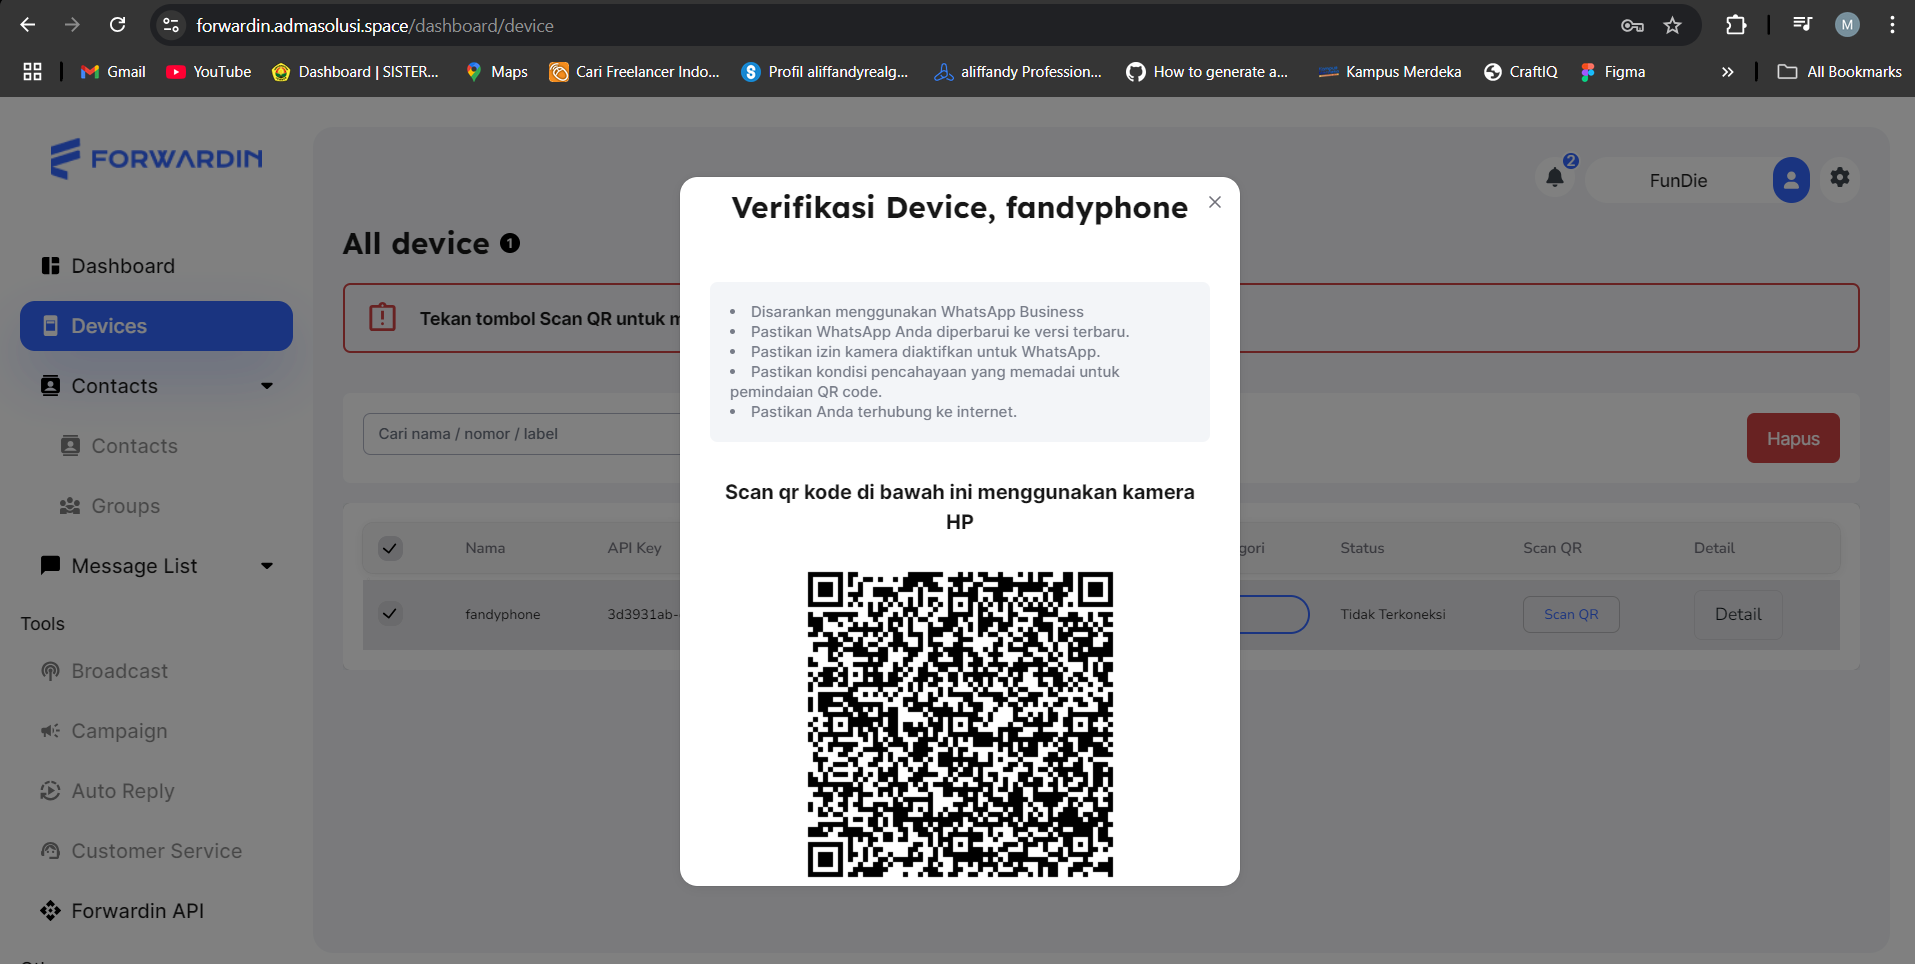 forwardin.admasolusi.space/dashboard/device
M
Gmail
YouTube
Dashboard | SISTER...
Maps
Cari Freelancer Indo...
Profil aliffandyrealg...
aliffandy Profession...
How to generate a...
Kampus Merdeka
CraftIQ
Figma
All Bookmarks
FORWARDIN
2
FunDie
Dashboard
Devices
Contacts
Contacts
Groups
Message List
Tools
Broadcast
Campaign
Auto Reply
Customer Service
Forwardin API
All device 1
Tekan tombol Scan QR untuk m
Cari nama / nomor / label
Hapus
Nama API Key gori Status Scan QR Detail
fandyphone 3d3931ab- Tidak Terkoneksi Scan QR Detail
Verifikasi Device, fandyphone
• Disarankan menggunakan WhatsApp Business
• Pastikan WhatsApp Anda diperbarui ke versi terbaru.
• Pastikan izin kamera diaktifkan untuk WhatsApp.
• Pastikan kondisi pencahayaan yang memadai untuk
pemindaian QR code.
• Pastikan Anda terhubung ke internet.
Scan qr kode di bawah ini menggunakan kamera
HP